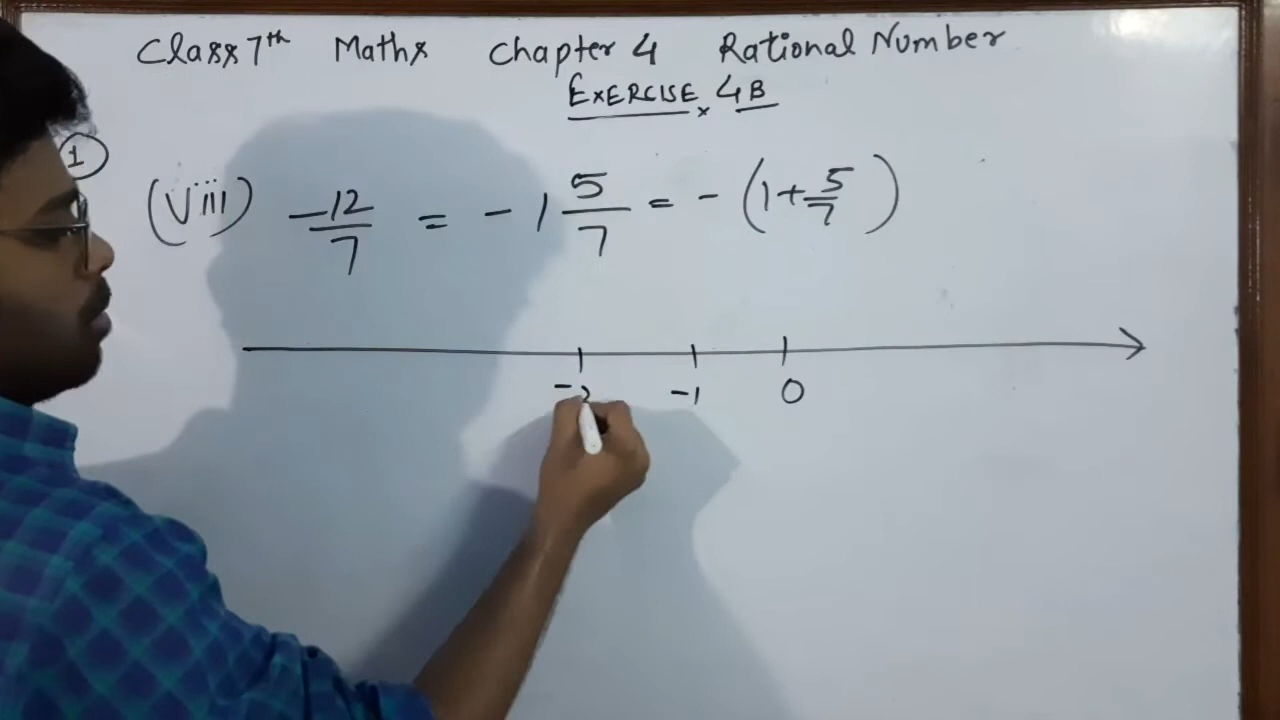 Class 7th Maths Chapter 4 Rational Number
EXERCISE 4B
1
(viii) -12/7 = -1 5/7 = -(1+5/7)
-2 -1 0